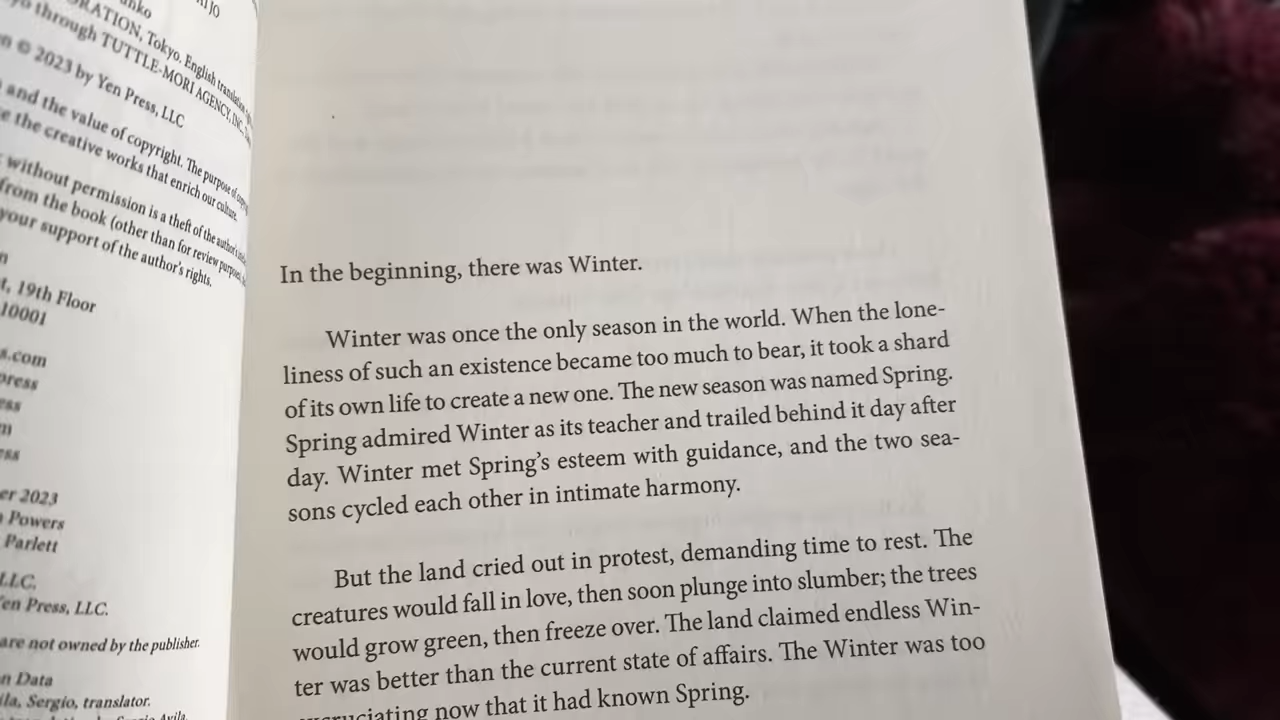 JO
RATION, Tokyo. English translation
through TUTTLE-MORI AGENCY, INC.
© 2023 by Yen Press, LLC
and the value of copyright. The purpose of
the creative works that enrich our culture.
without permission is a theft of the author's
from the book (other than for review purposes),
your support of the author's rights.
, 19th Floor
10001
.com
2023
Powers
Parlett
LLC.
Yen Press, LLC.
are not owned by the publisher.
Data
Sergio, translator.
Sergio Avila.
In the beginning, there was Winter.
Winter was once the only season in the world. When the lone-
liness of such an existence became too much to bear, it took a shard
of its own life to create a new one. The new season was named Spring.
Spring admired Winter as its teacher and trailed behind it day after
day. Winter met Spring's esteem with guidance, and the two sea-
sons cycled each other in intimate harmony.
But the land cried out in protest, demanding time to rest. The
creatures would fall in love, then soon plunge into slumber; the trees
would grow green, then freeze over. The land claimed endless Win-
ter was better than the current state of affairs. The Winter was too
excruciating now that it had known Spring.